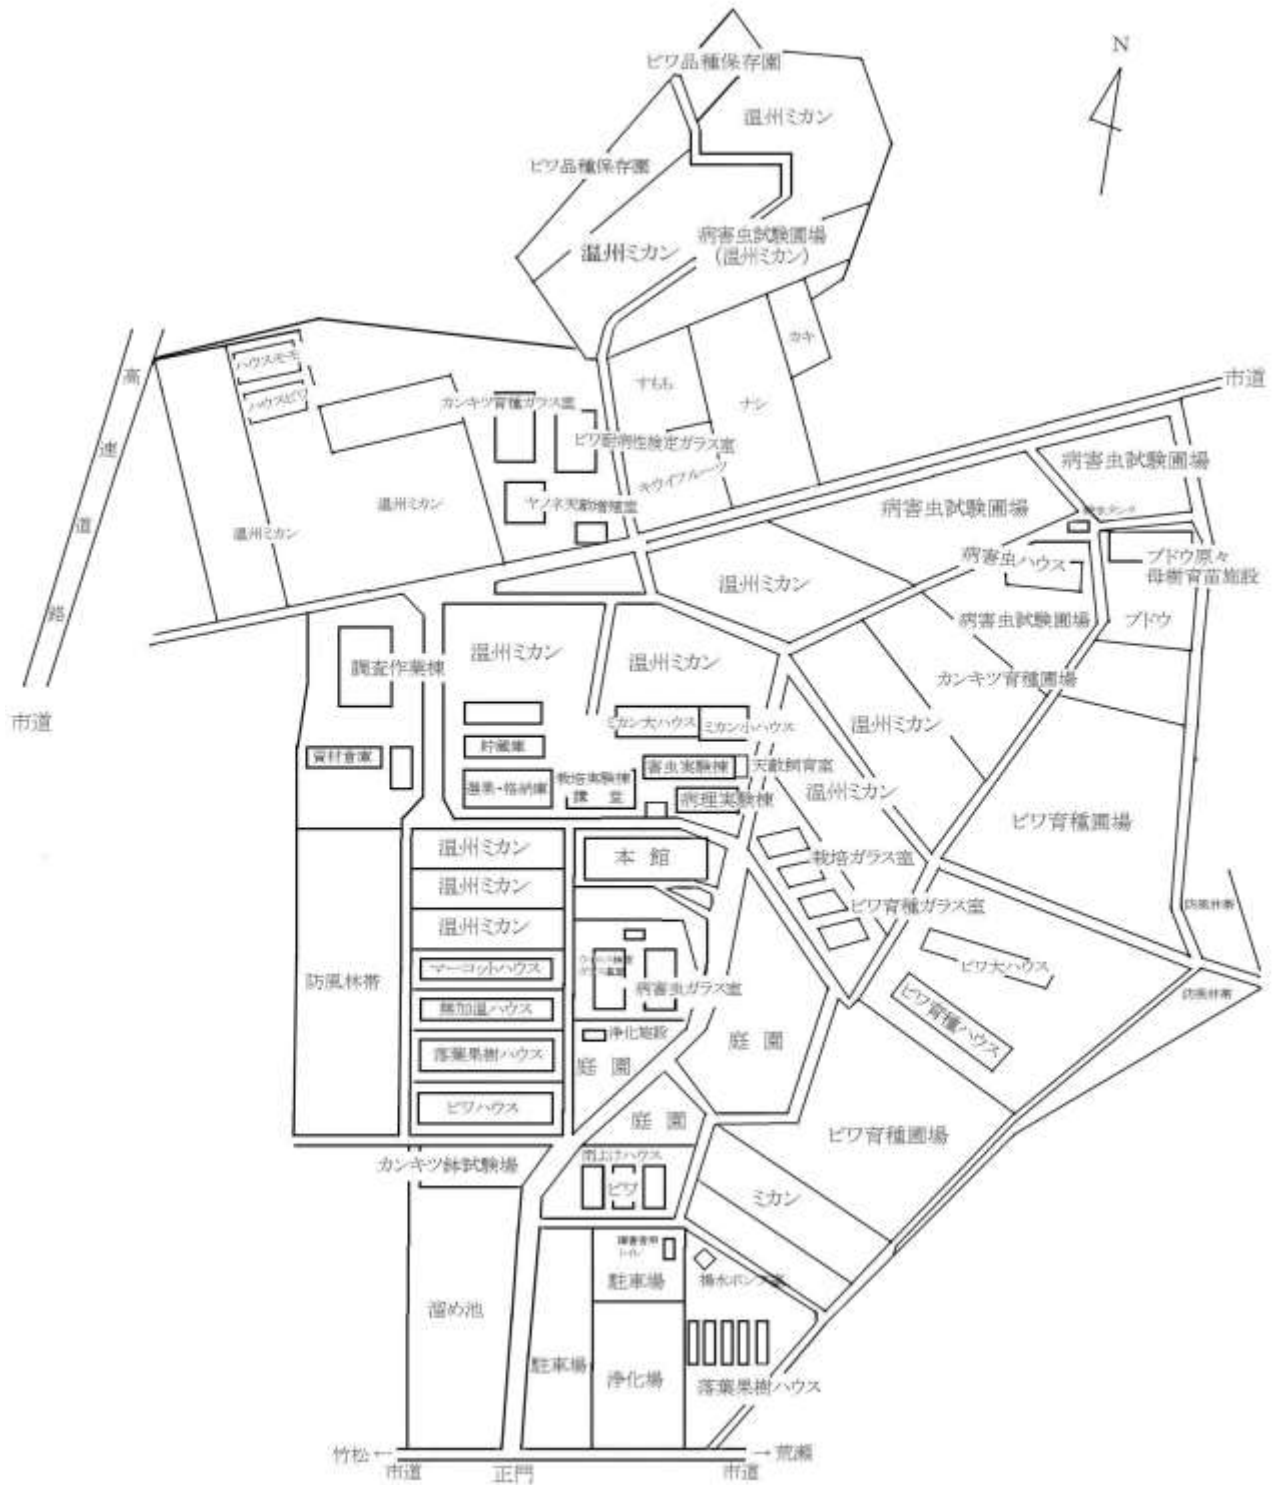 N
ビワ品種保存園
温州ミカン
ビワ品種保存園
温州ミカン
病害虫試験圃場
(温州ミカン)
カキ
すもも
ナシ
キウイフルーツ
高速道路
市道
ハウスモモ
ハウスビワ
カンキツ育種ガラス室
ビワ耐病性検定ガラス室
ヤノネ天敵増殖室
温州ミカン
温州ミカン
市道
病害虫試験圃場
病害虫試験圃場
病害虫ハウス
ブドウ原々
母樹育苗施設
温州ミカン
病害虫試験圃場
ブドウ
カンキツ育種圃場
温州ミカン
温州ミカン
調査作業棟
温州ミカン
温州ミカン
ミカン大ハウス
ミカン小ハウス
資材倉庫
貯蔵庫
選果・格納庫
栽培実験棟
講堂
害虫実験棟
天敵飼育室
病理実験棟
ビワ育種圃場
温州ミカン
温州ミカン
温州ミカン
本館
栽培ガラス室
ビワ育種ガラス室
防風林帯
防風林帯
防風林帯
マーコットハウス
無加温ハウス
落葉果樹ハウス
ビワハウス
病害虫ガラス室
浄化施設
庭園
庭園
庭園
ビワ大ハウス
ビワ育種ハウス
ビワ育種圃場
カンキツ鉢試験場
雨よけハウス
ビワ
ミカン
溜め池
駐車場
駐車場
揚水ポンプ室
浄化場
落葉果樹ハウス
竹松←
→荒瀬
市道
正門
市道